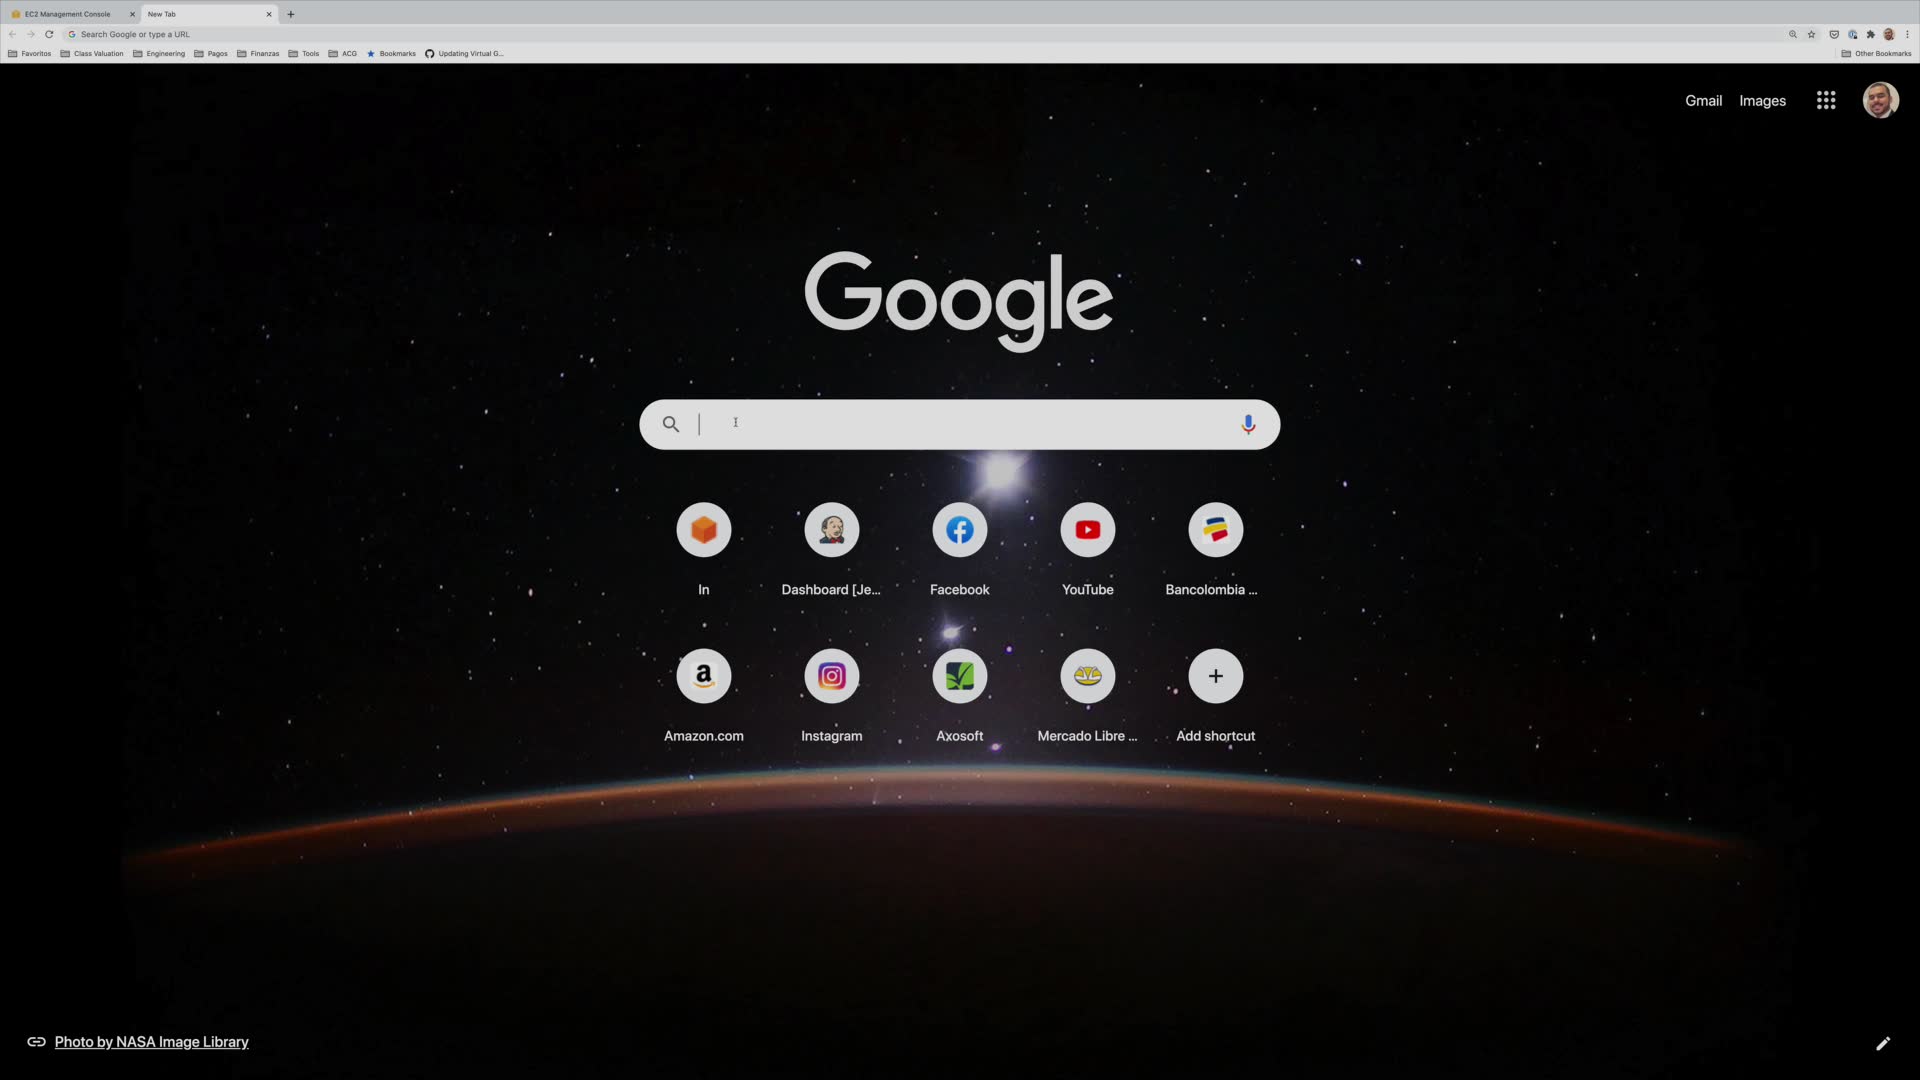 EC2 Management Console
New Tab
Search Google or type a URL
Favoritos
Class Valuation
Engineering
Pagos
Finanzas
Tools
ACG
Bookmarks
Updating Virtual G...
Other Bookmarks
Gmail
Images
Google
In
Dashboard [Je...
Facebook
YouTube
Bancolombia ...
Amazon.com
Instagram
Axosoft
Mercado Libre ...
Add shortcut
Photo by NASA Image Library